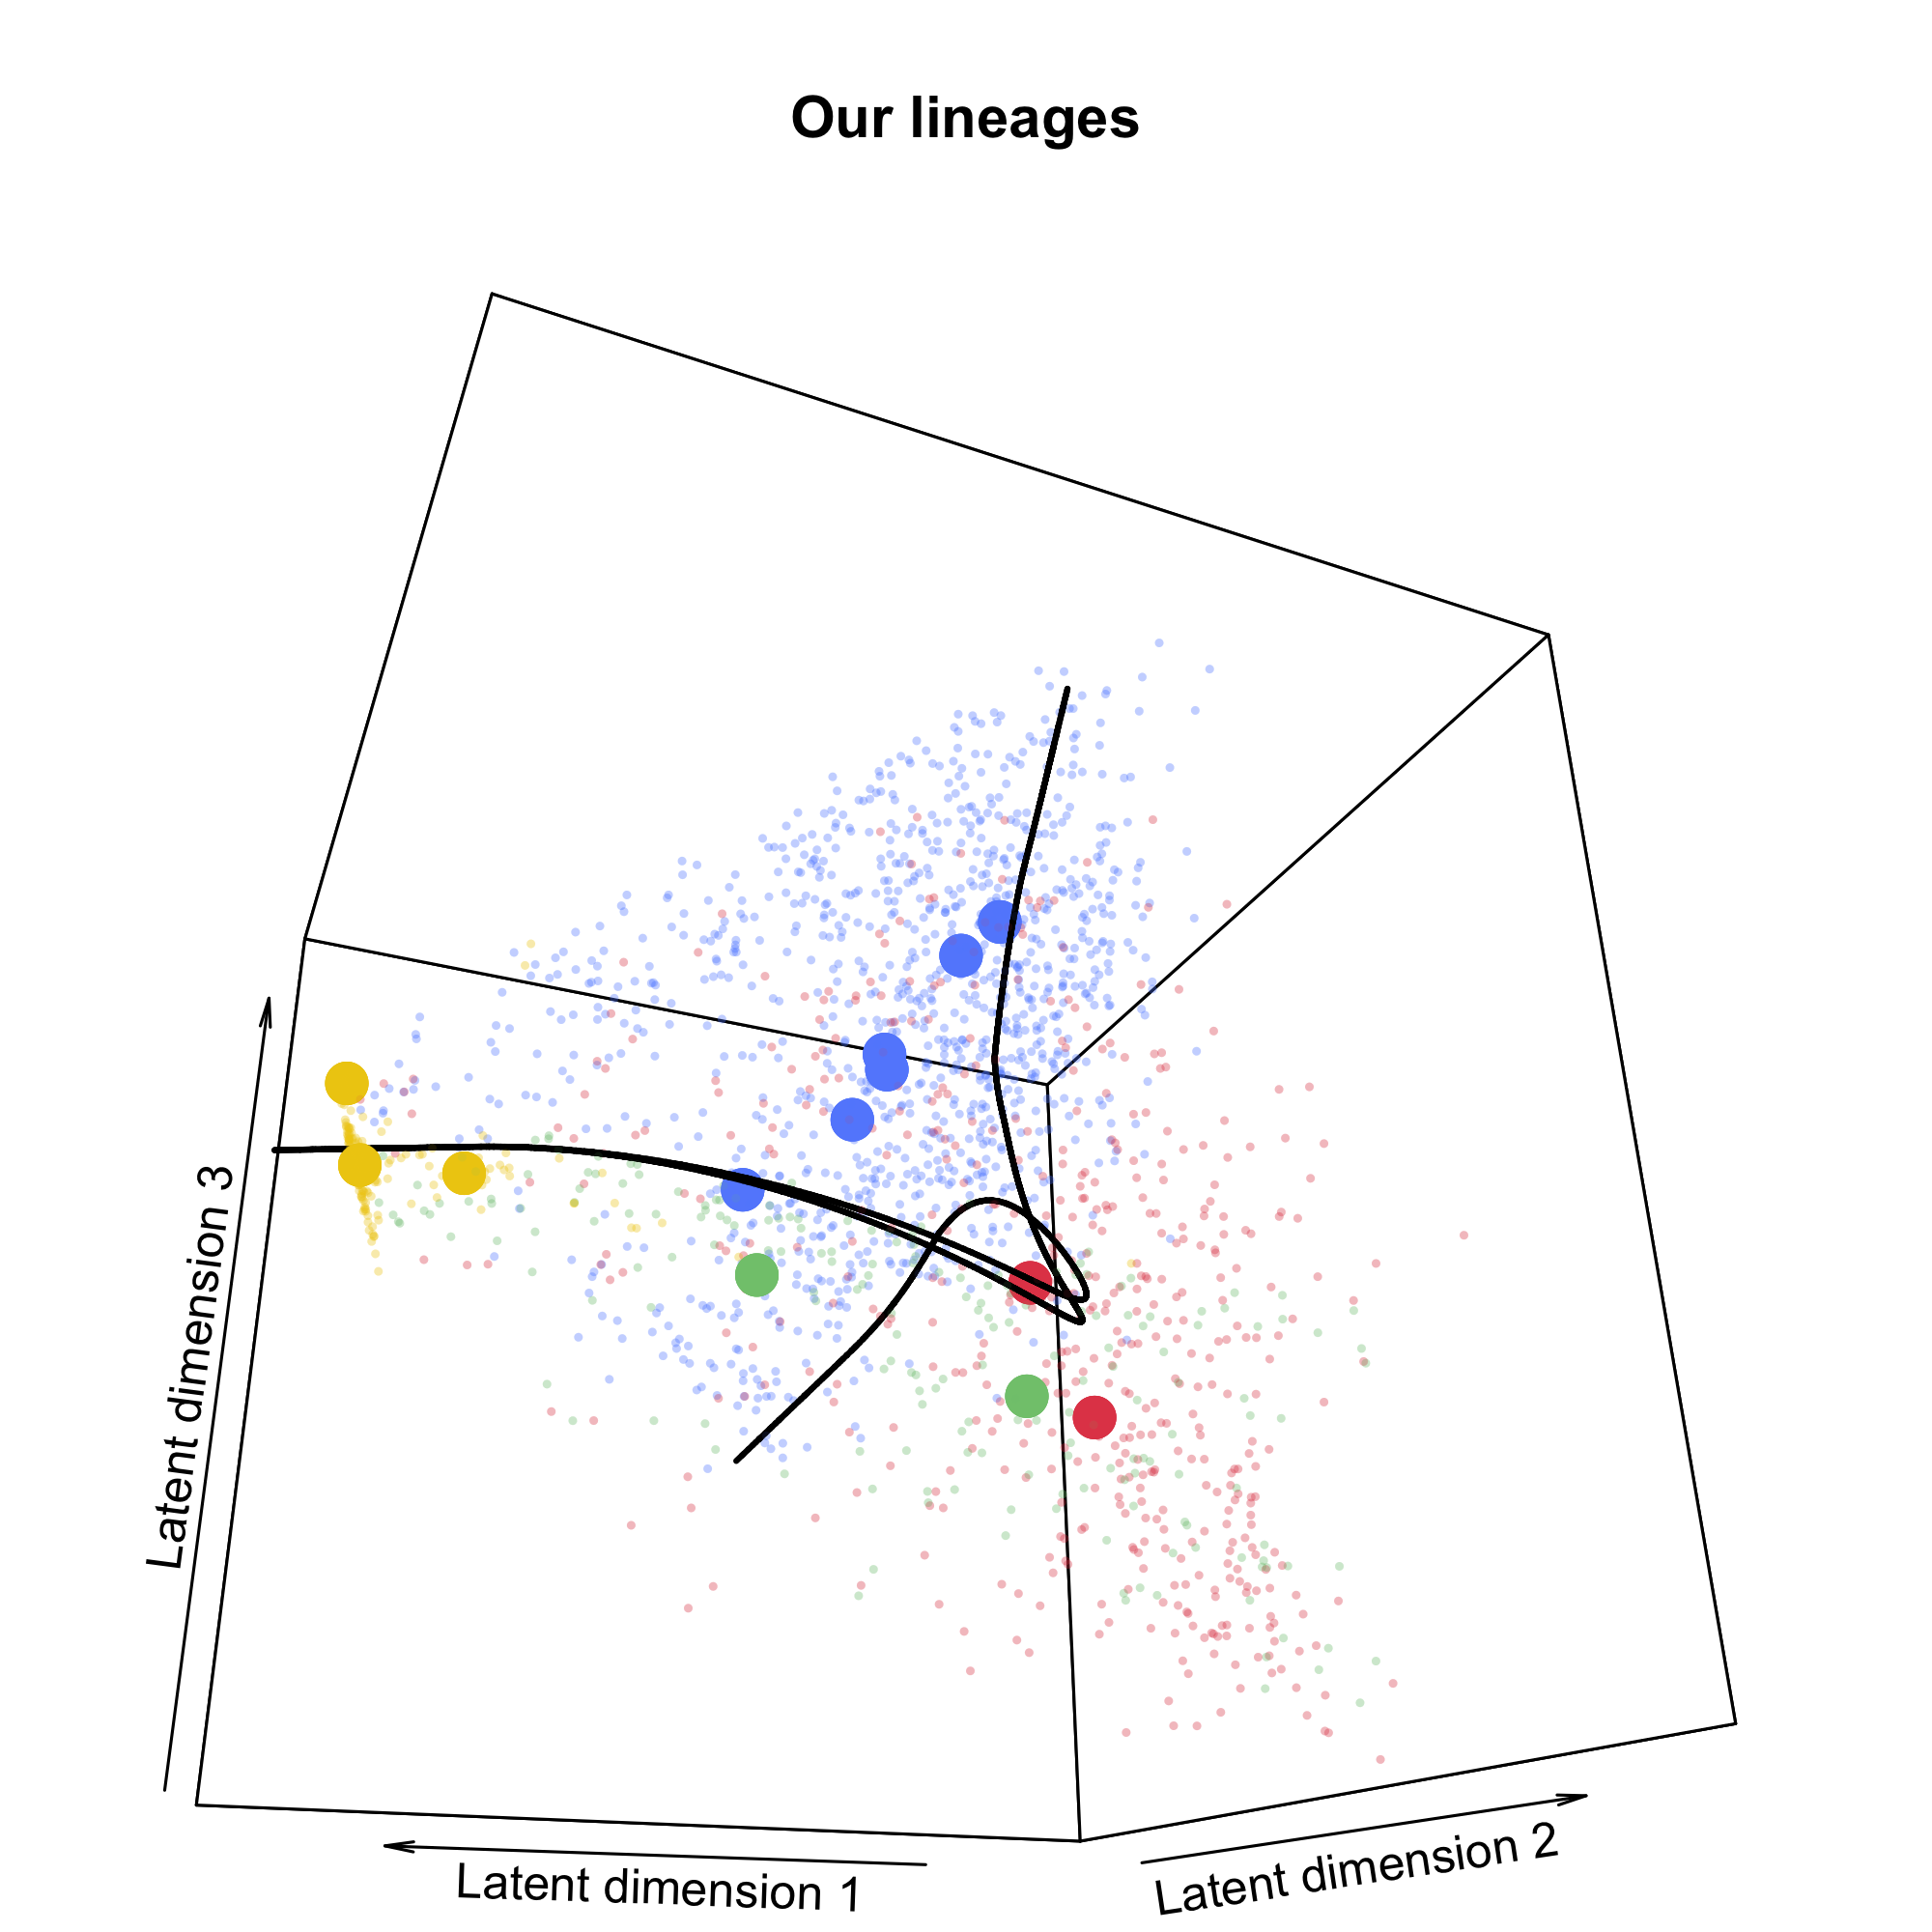 Our lineages
Latent dimension 3
Latent dimension 1
Latent dimension 2